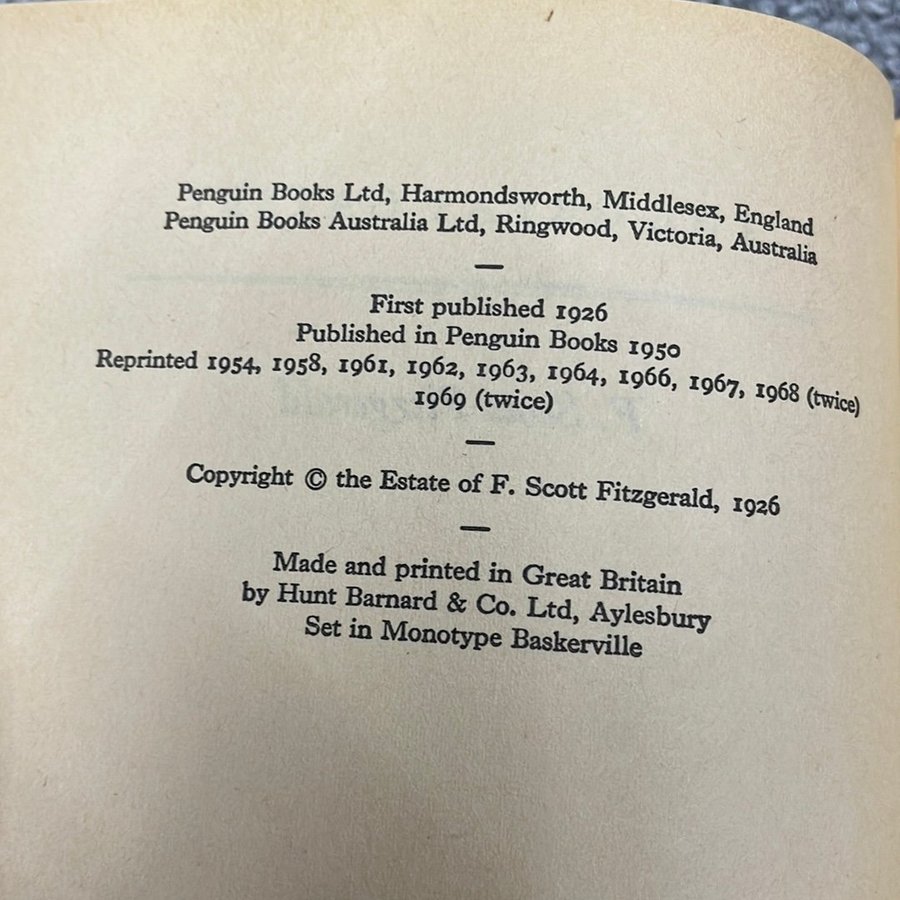 Penguin Books Ltd, Harmondsworth, Middlesex, England
Penguin Books Australia Ltd, Ringwood, Victoria, Australia
—
First published 1926
Published in Penguin Books 1950
Reprinted 1954, 1958, 1961, 1962, 1963, 1964, 1966, 1967, 1968 (twice)
1969 (twice)
—
Copyright © the Estate of F. Scott Fitzgerald, 1926
—
Made and printed in Great Britain
by Hunt Barnard & Co. Ltd, Aylesbury
Set in Monotype Baskerville